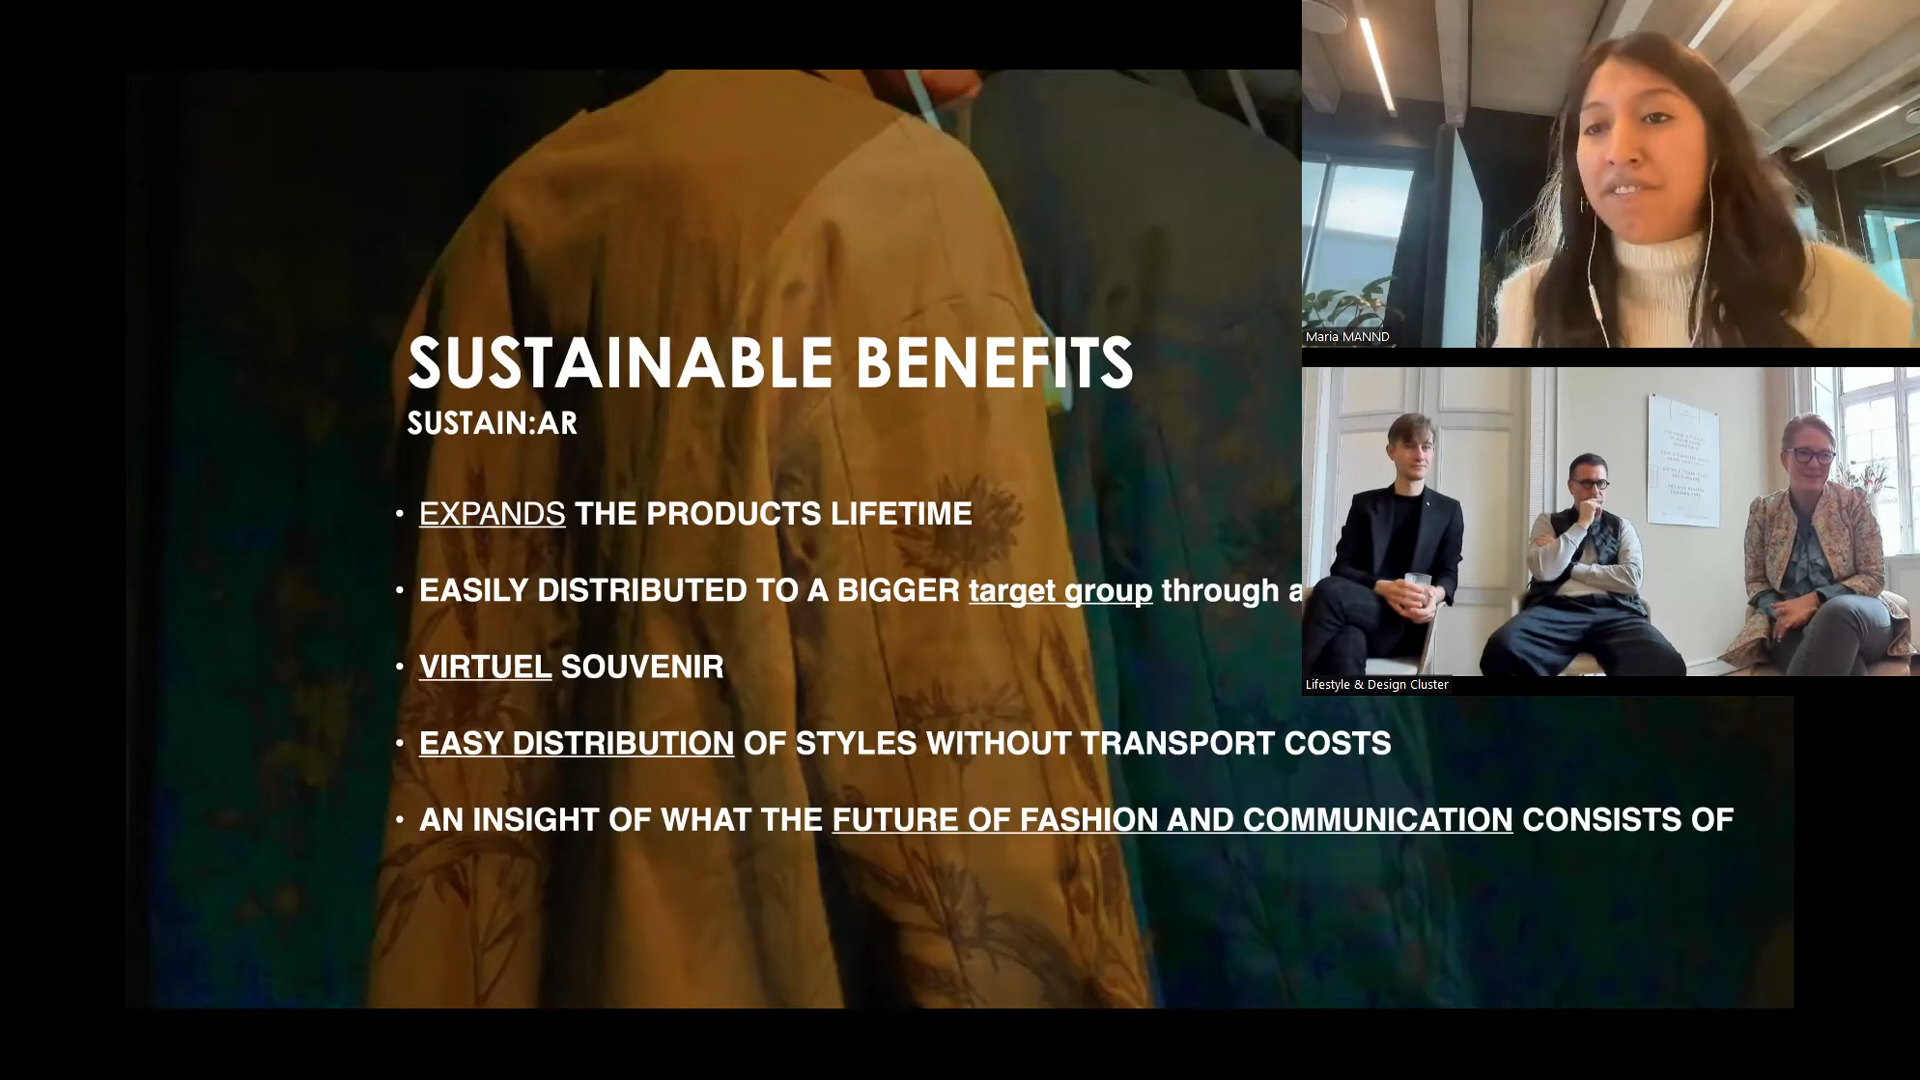 SUSTAINABLE BENEFITS
SUSTAIN:AR
• EXPANDS THE PRODUCTS LIFETIME
• EASILY DISTRIBUTED TO A BIGGER target group through a
• VIRTUEL SOUVENIR
• EASY DISTRIBUTION OF STYLES WITHOUT TRANSPORT COSTS
• AN INSIGHT OF WHAT THE FUTURE OF FASHION AND COMMUNICATION CONSISTS OF
Maria MANND
Lifestyle & Design Cluster